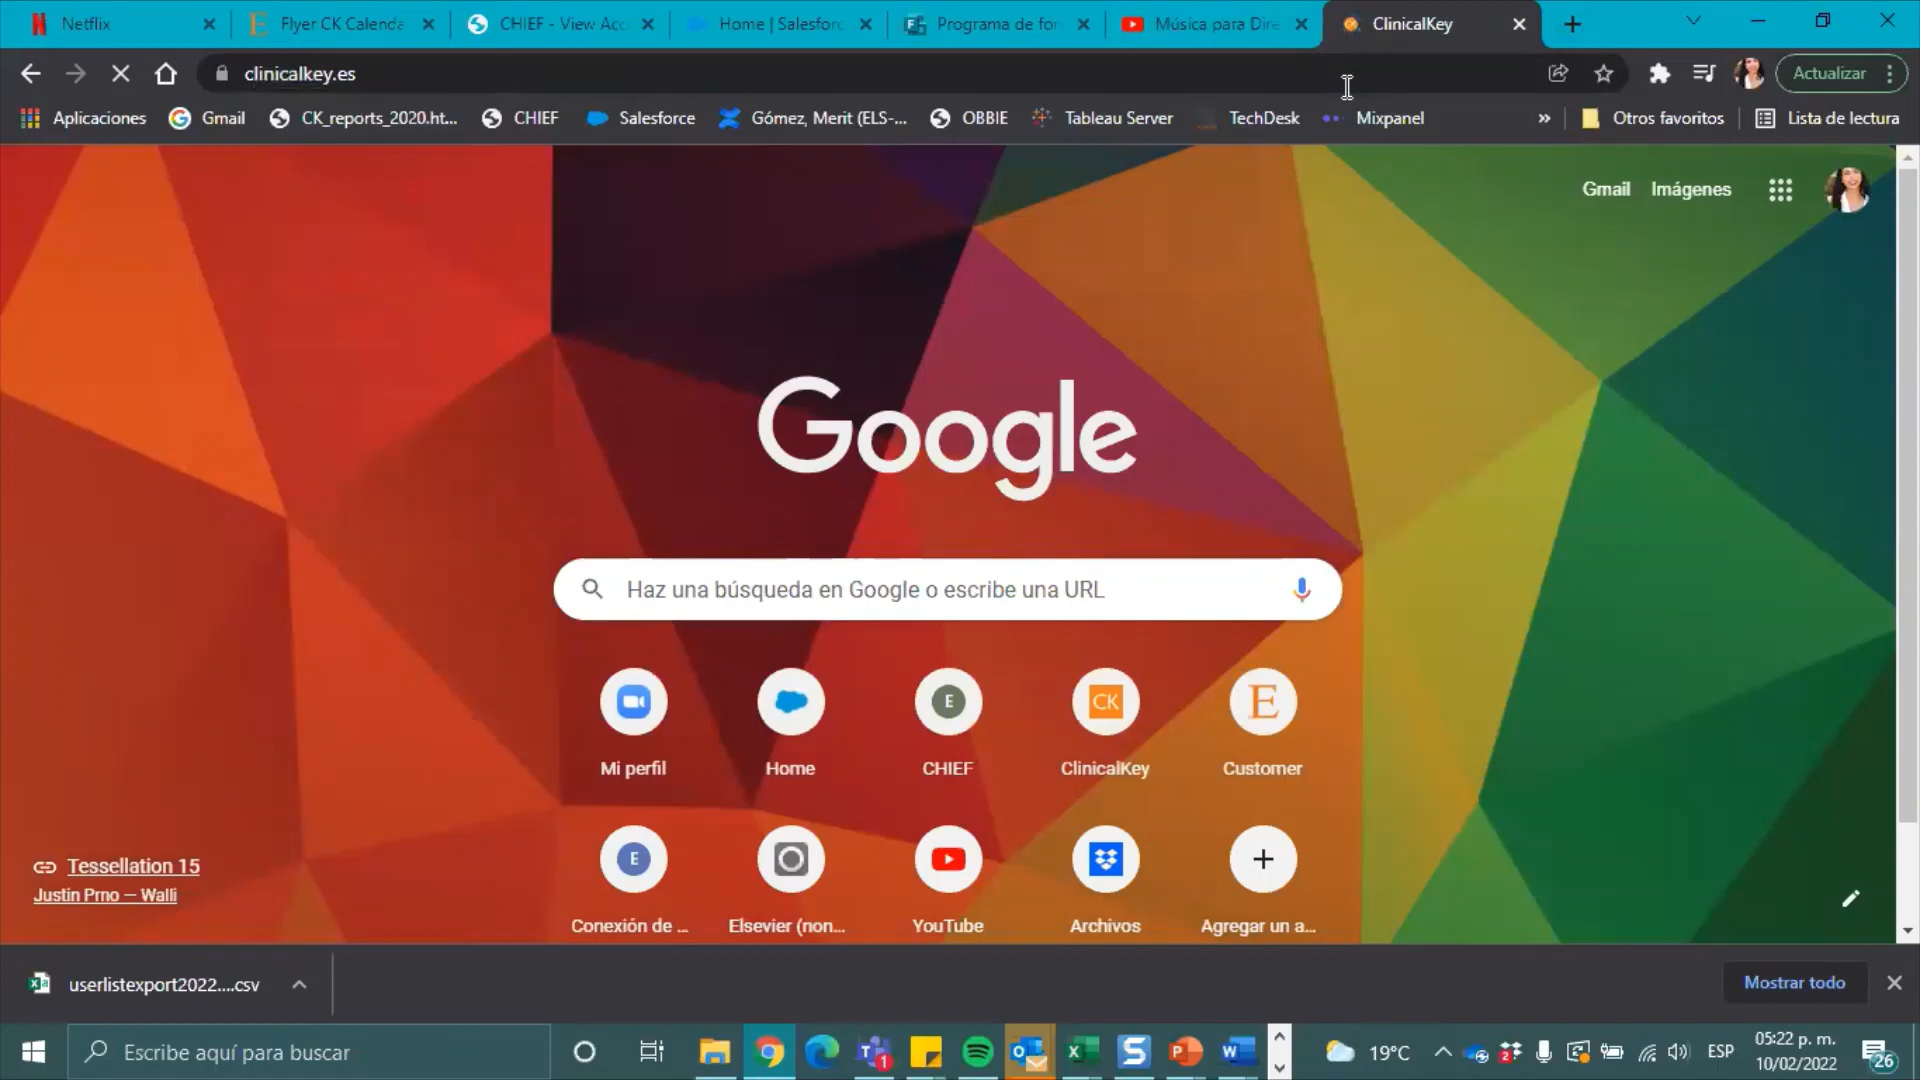 Netflix
Flyer CK Calenda
CHIEF - View Acc
Home | Salesforc
Programa de for
Música para Dire
ClinicalKey
clinicalkey.es
Actualizar
Aplicaciones
Gmail
CK_reports_2020.ht...
CHIEF
Salesforce
Gómez, Merit (ELS-...
OBBIE
Tableau Server
TechDesk
Mixpanel
»
Otros favoritos
Lista de lectura
Gmail
Imágenes
Google
Haz una búsqueda en Google o escribe una URL
E
CK
E
Mi perfil
Home
CHIEF
ClinicalKey
Customer
E
Conexión de ...
Elsevier (non...
YouTube
Archivos
Agregar un a...
Tessellation 15
Justin Prno — Walli
userlistexport2022....csv
Mostrar todo
Escribe aquí para buscar
1
S
P
W
19°C
2
ESP
05:22 p. m.
10/02/2022
26